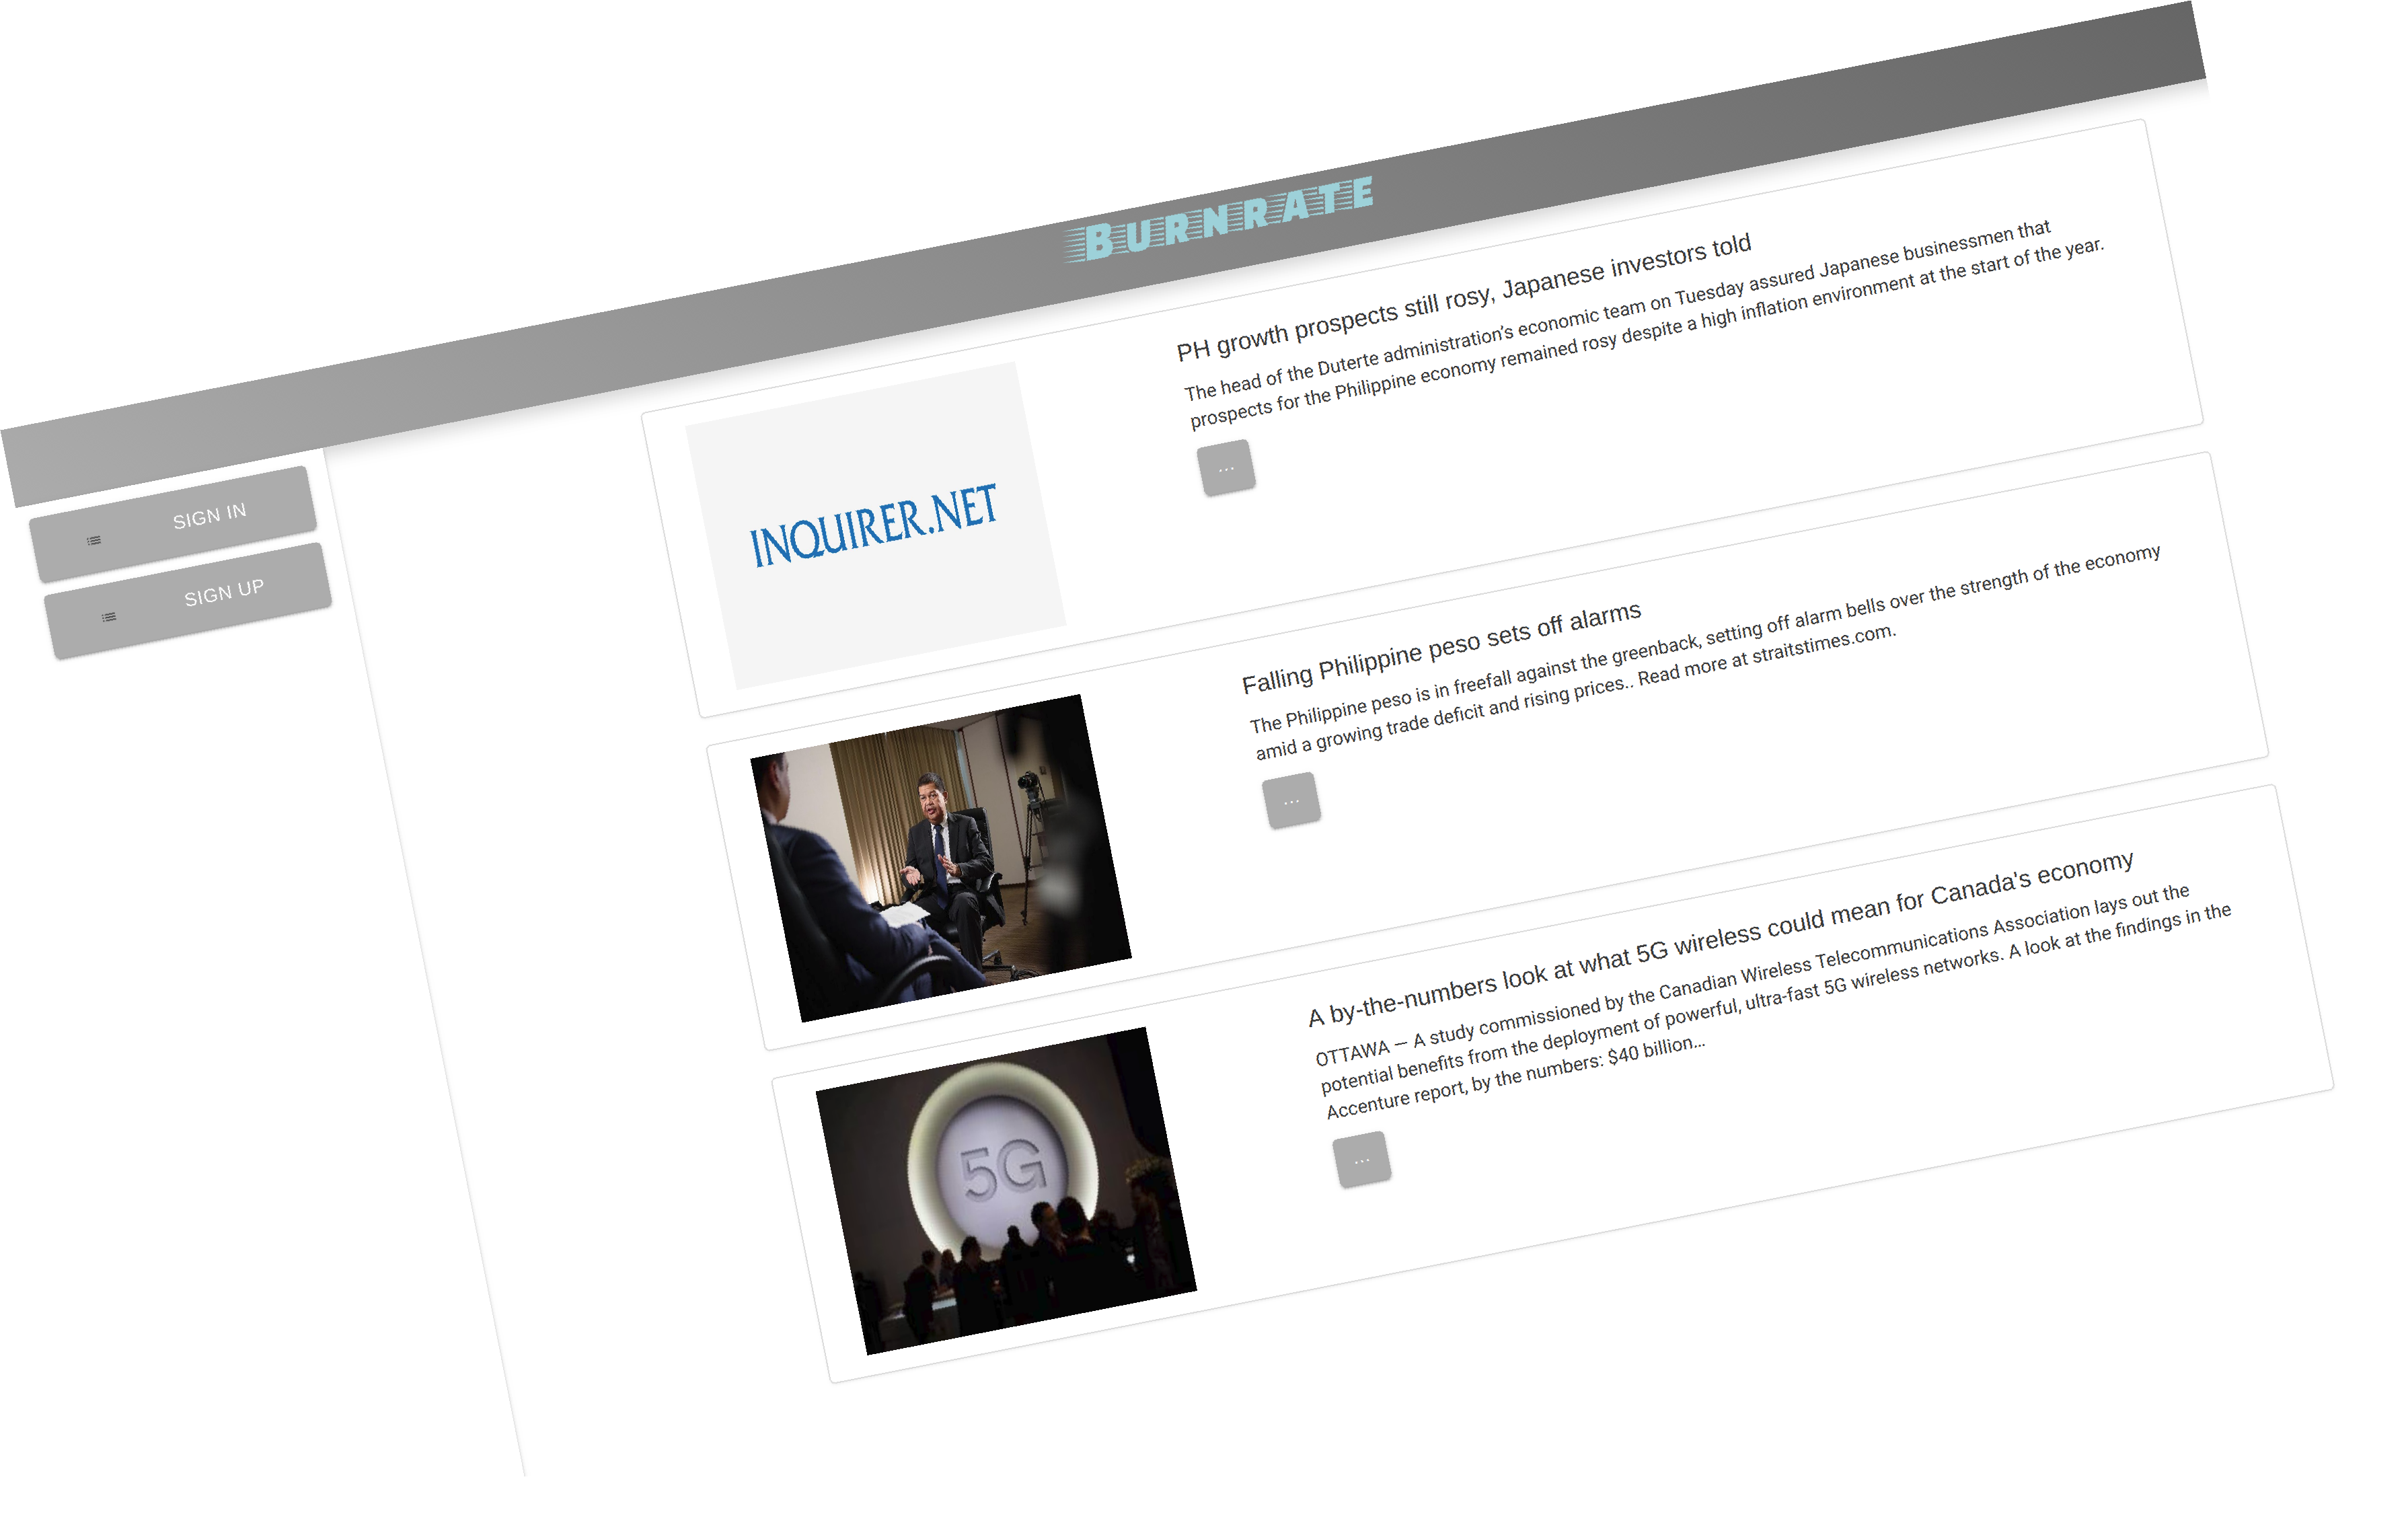 BURNRATE
SIGN IN
SIGN UP
INQUIRER.NET
PH growth prospects still rosy, Japanese investors told
The head of the Duterte administration’s economic team on Tuesday assured Japanese businessmen that
prospects for the Philippine economy remained rosy despite a high inflation environment at the start of the year.
...
Falling Philippine peso sets off alarms
The Philippine peso is in freefall against the greenback, setting off alarm bells over the strength of the economy
amid a growing trade deficit and rising prices.. Read more at straitstimes.com.
...
5G
A by-the-numbers look at what 5G wireless could mean for Canada's economy
OTTAWA — A study commissioned by the Canadian Wireless Telecommunications Association lays out the
potential benefits from the deployment of powerful, ultra-fast 5G wireless networks. A look at the findings in the
Accenture report, by the numbers: $40 billion…
...